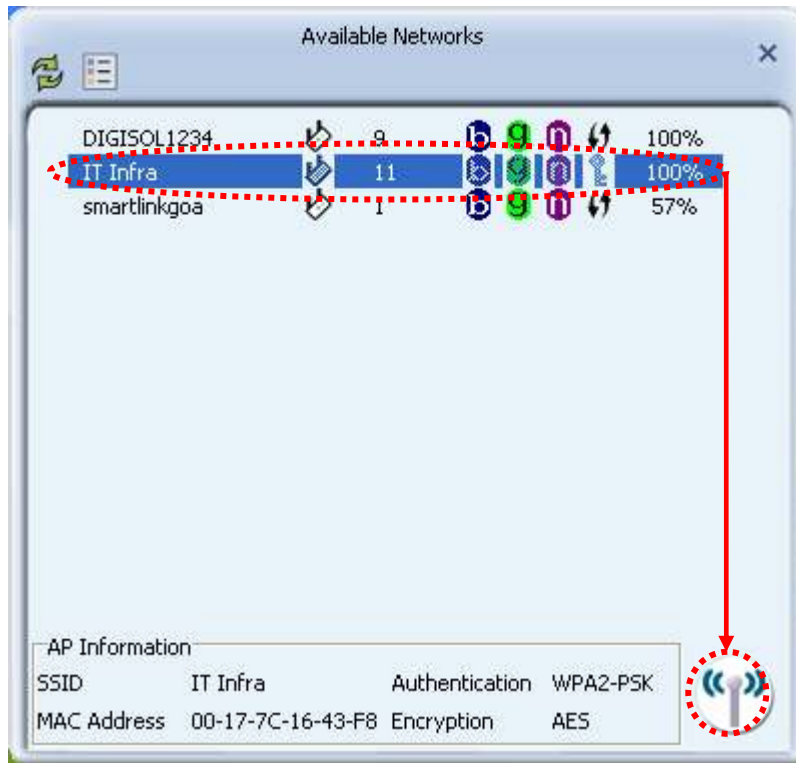 Available Networks
DIGISOL1234 9 b g n 100%
IT Infra 11 b g n 100%
smartlinkgoa 1 b g n 57%
AP Information
SSID IT Infra Authentication WPA2-PSK
MAC Address 00-17-7C-16-43-F8 Encryption AES